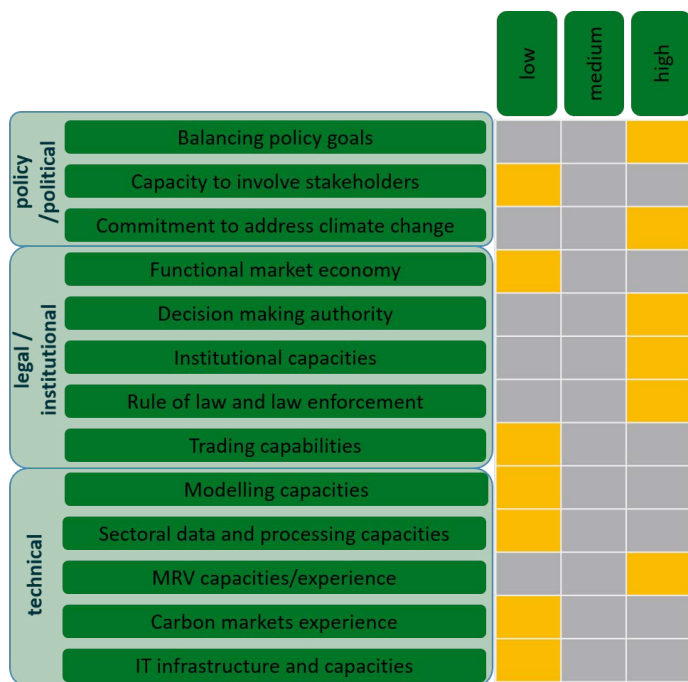 low
medium
high
policy
/political
Balancing policy goals
Capacity to involve stakeholders
Commitment to address climate change
legal /
institutional
Functional market economy
Decision making authority
Institutional capacities
Rule of law and law enforcement
Trading capabilities
technical
Modelling capacities
Sectoral data and processing capacities
MRV capacities/experience
Carbon markets experience
IT infrastructure and capacities